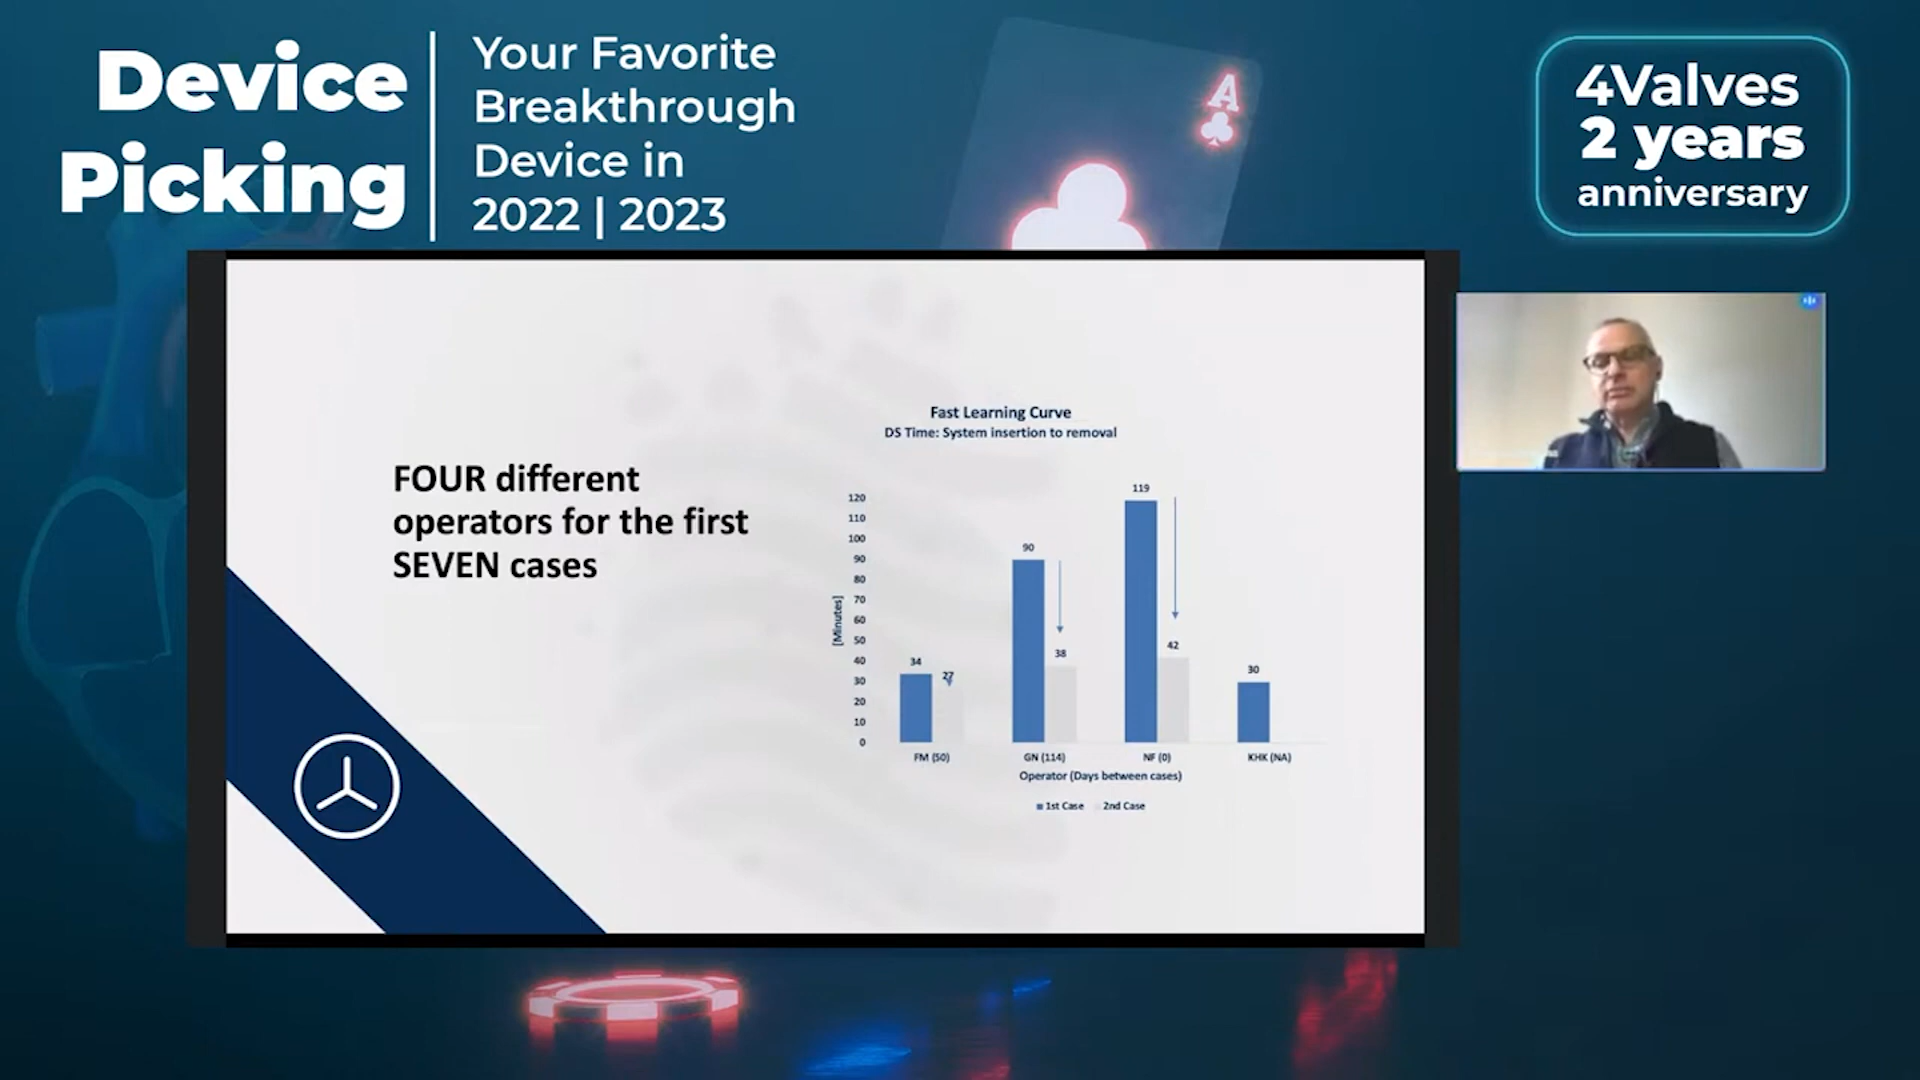 Device
Picking
Your Favorite
Breakthrough
Device in
2022 | 2023
A
4Valves
2 years
anniversary
FOUR different
operators for the first
SEVEN cases
Fast Learning Curve
DS Time: System insertion to removal
[Minutes]
120
110
100
90
80
70
60
50
40
30
20
10
0
34
27
90
38
119
42
30
FM (50)
GN (114)
NF (0)
KHK (NA)
Operator (Days between cases)
1st Case
2nd Case